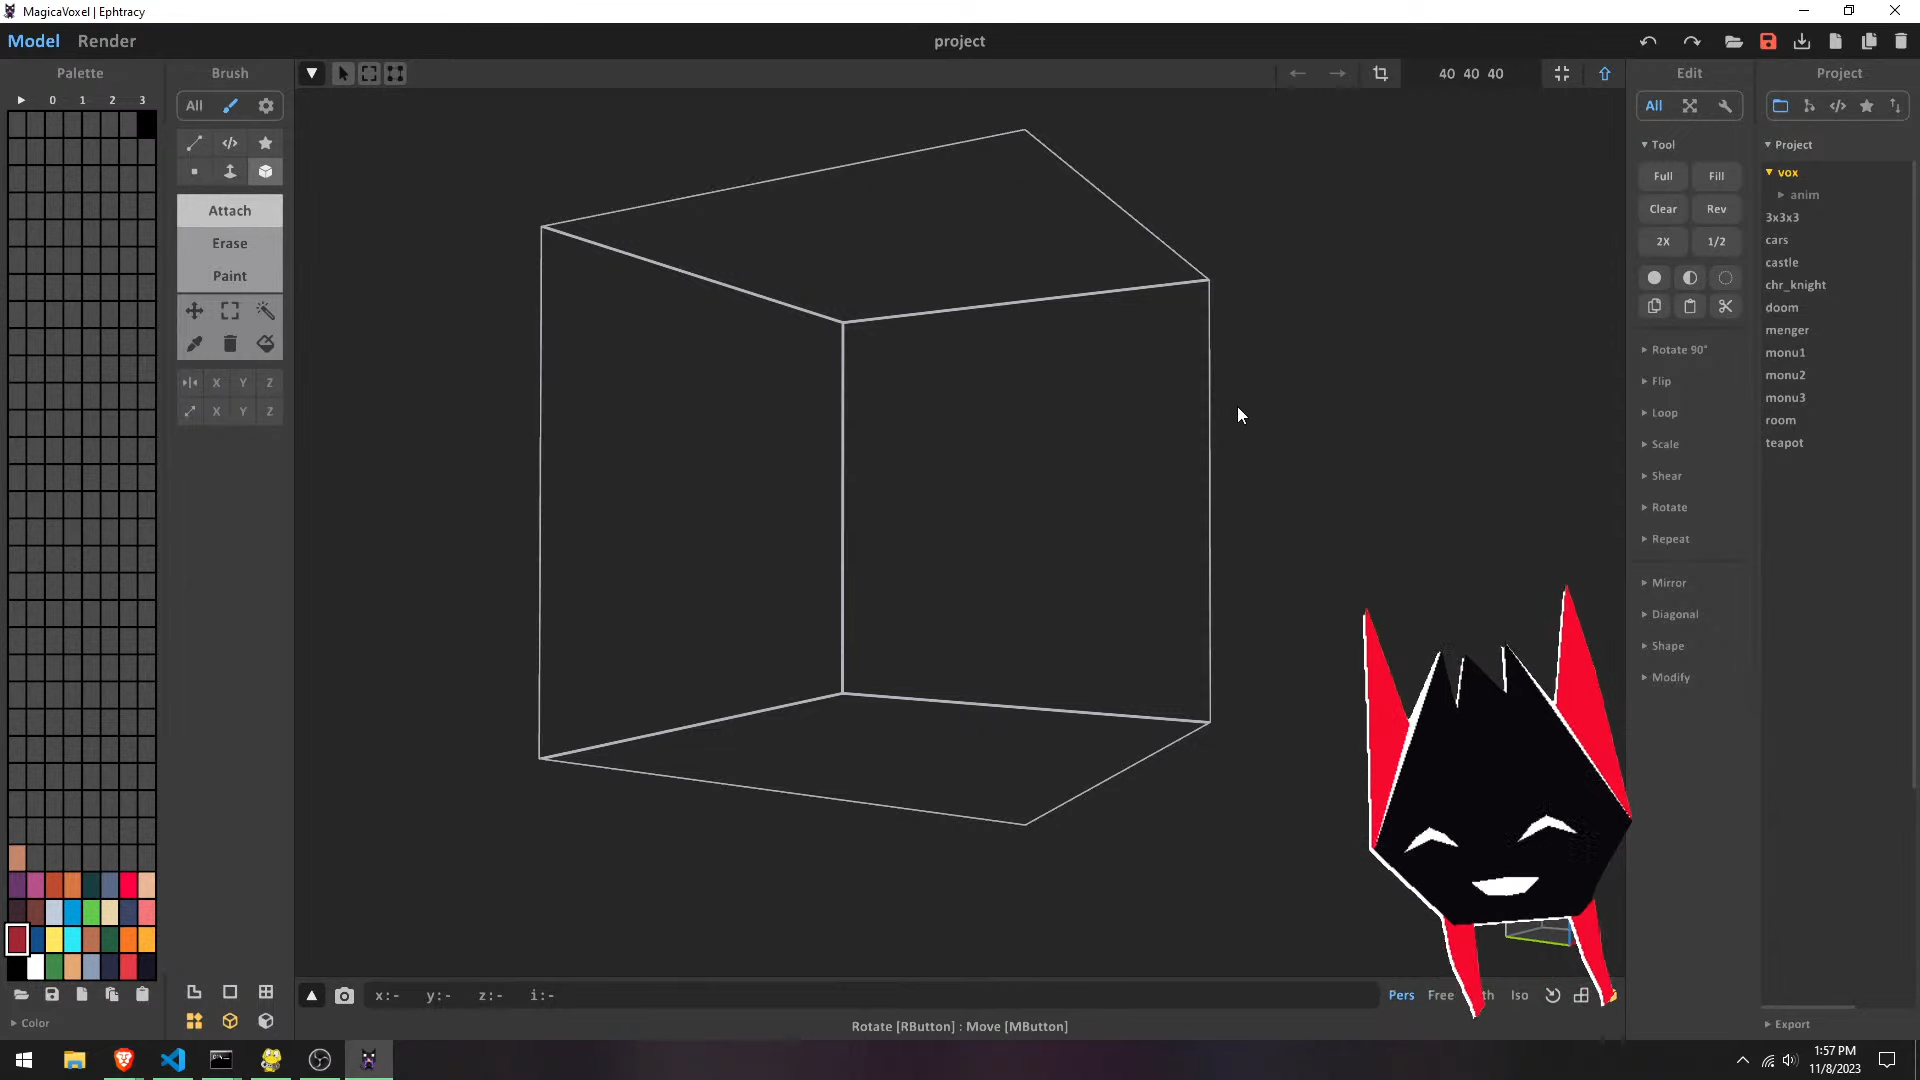 MagicaVoxel | Ephtracy
Model Render project
Palette Brush 40 40 40 Edit Project
0 1 2 3
All All
Tool Project
Full Fill vox
anim
Clear Rev 3x3x3
Attach
Erase 2X 1/2 cars
castle
Paint chr_knight
doom
menger
Rotate 90° monu1
monu2
X Y Z Flip monu3
X Y Z Loop room
Scale teapot
Shear
Rotate
Repeat
Mirror
Diagonal
Shape
Modify
x:- y:- z:- i:- Pers Free th Iso
Color Rotate [RButton] : Move [MButton] Export
1:57 PM
11/8/2023